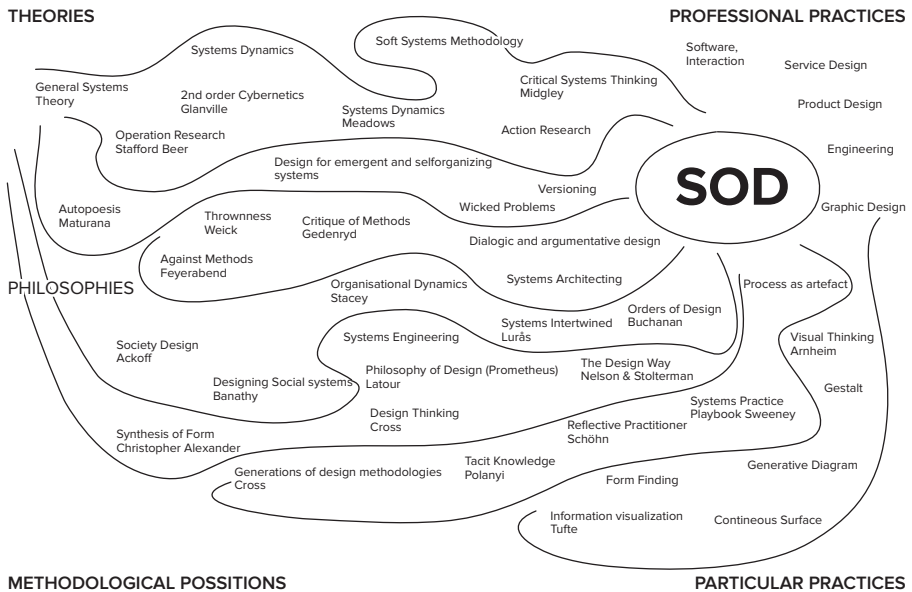 THEORIES
PROFESSIONAL PRACTICES
Systems Dynamics
Soft Systems Methodology
Software,
Interaction
Service Design
General Systems
Theory
2nd order Cybernetics
Glanville
Systems Dynamics
Meadows
Critical Systems Thinking
Midgley
Product Design
Operation Research
Stafford Beer
Action Research
Engineering
Design for emergent and selforganizing
systems
SOD
Versioning
Wicked Problems
Graphic Design
Autopoesis
Maturana
Thrownness
Weick
Critique of Methods
Gedenryd
Dialogic and argumentative design
Against Methods
Feyerabend
PHILOSOPHIES
Organisational Dynamics
Stacey
Systems Architecting
Process as artefact
Orders of Design
Buchanan
Systems Engineering
Systems Intertwined
Lurås
Visual Thinking
Arnheim
Society Design
Ackoff
Designing Social systems
Banathy
Philosophy of Design (Prometheus)
Latour
The Design Way
Nelson & Stolterman
Gestalt
Design Thinking
Cross
Systems Practice
Playbook Sweeney
Synthesis of Form
Christopher Alexander
Reflective Practitioner
Schöhn
Generations of design methodologies
Cross
Tacit Knowledge
Polanyi
Form Finding
Generative Diagram
Information visualization
Tufte
Contineous Surface
METHODOLOGICAL POSSITIONS
PARTICULAR PRACTICES